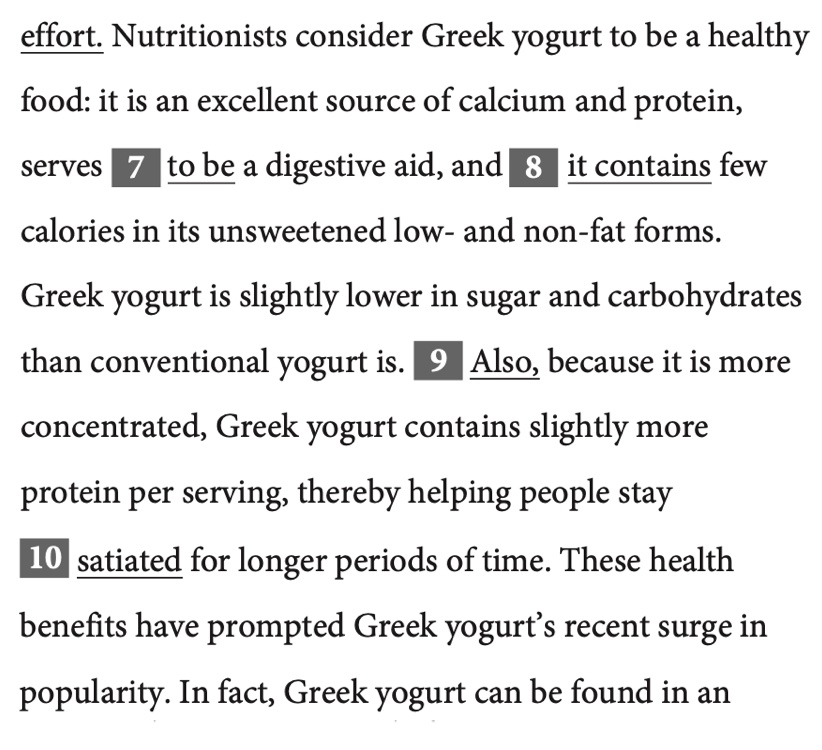 effort. Nutritionists consider Greek yogurt to be a healthy
food: it is an excellent source of calcium and protein,
serves 7 to be a digestive aid, and 8 it contains few
calories in its unsweetened low- and non-fat forms.
Greek yogurt is slightly lower in sugar and carbohydrates
than conventional yogurt is. 9 Also, because it is more
concentrated, Greek yogurt contains slightly more
protein per serving, thereby helping people stay
10 satiated for longer periods of time. These health
benefits have prompted Greek yogurt’s recent surge in
popularity. In fact, Greek yogurt can be found in an